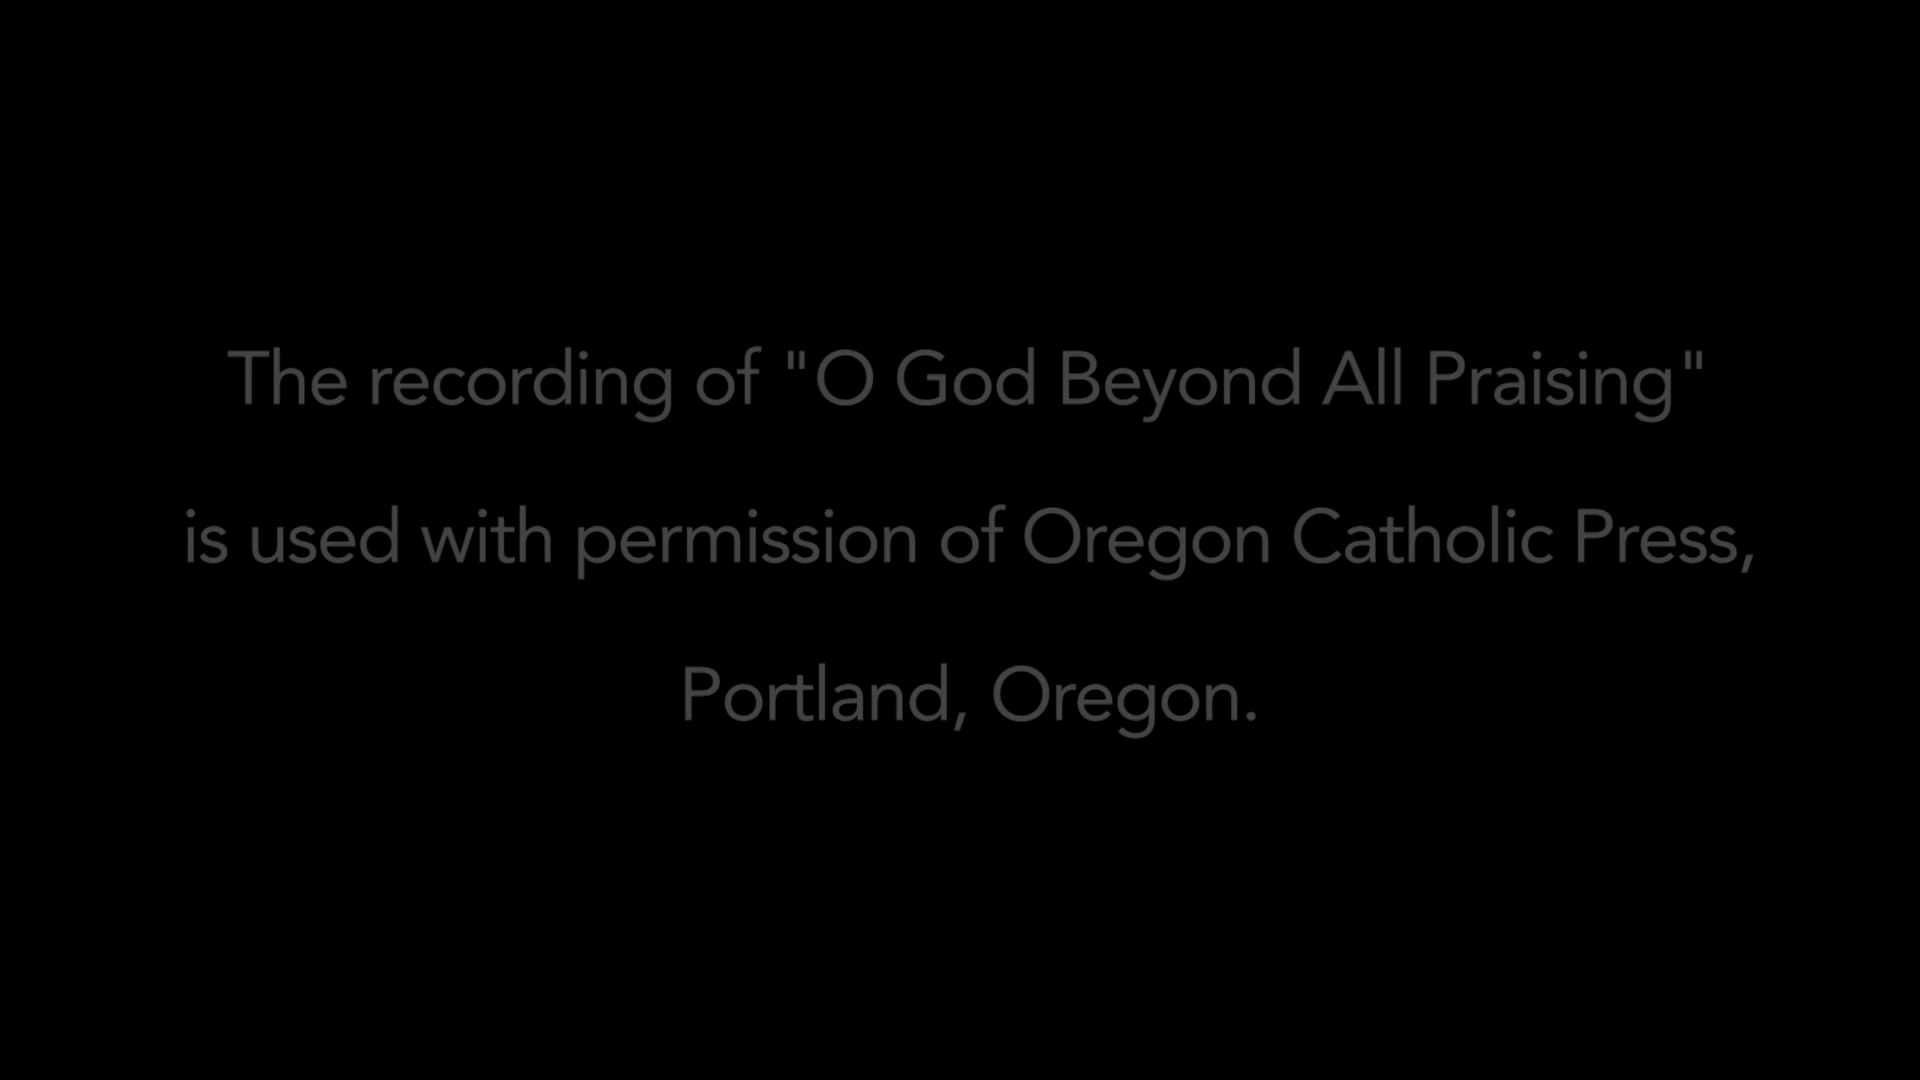 The recording of "O God Beyond All Praising"
is used with permission of Oregon Catholic Press,
Portland, Oregon.